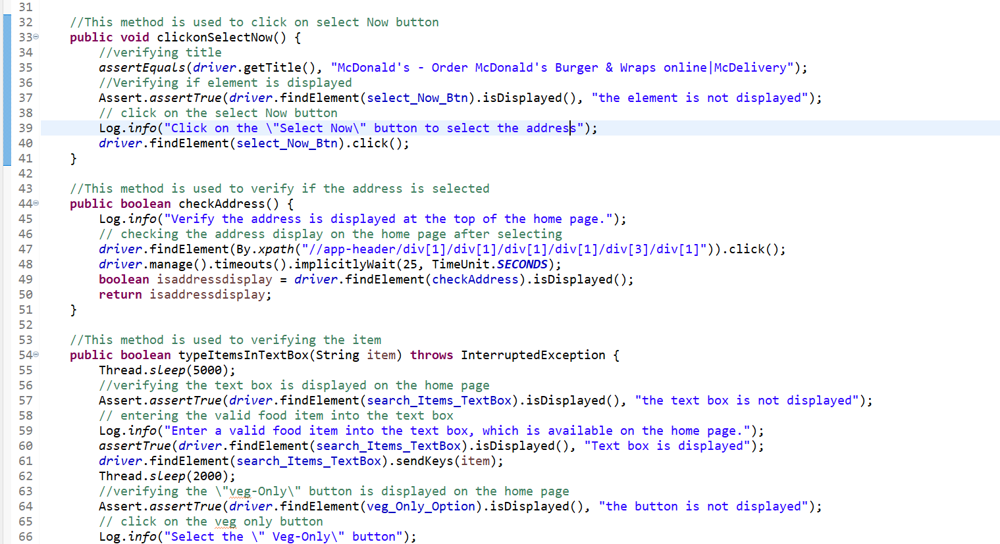 31
32 //This method is used to click on select Now button
33 public void clickonSelectNow() {
34 //verifying title
35 assertEquals(driver.getTitle(), "McDonald's - Order McDonald's Burger & Wraps online|McDelivery");
36 //Verifying if element is displayed
37 Assert.assertTrue(driver.findElement(select_Now_Btn).isDisplayed(), "the element is not displayed");
38 // click on the select Now button
39 Log.info("Click on the \"Select Now\" button to select the address");
40 driver.findElement(select_Now_Btn).click();
41 }
42
43 //This method is used to verify if the address is selected
44 public boolean checkAddress() {
45 Log.info("Verify the address is displayed at the top of the home page.");
46 // checking the address display on the home page after selecting
47 driver.findElement(By.xpath("//app-header/div[1]/div[1]/div[1]/div[1]/div[3]/div[1]")).click();
48 driver.manage().timeouts().implicitlyWait(25, TimeUnit.SECONDS);
49 boolean isaddressdisplay = driver.findElement(checkAddress).isDisplayed();
50 return isaddressdisplay;
51 }
52
53 //This method is used to verifying the item
54 public boolean typeItemsInTextBox(String item) throws InterruptedException {
55 Thread.sleep(5000);
56 //verifying the text box is displayed on the home page
57 Assert.assertTrue(driver.findElement(search_Items_TextBox).isDisplayed(), "the text box is not displayed");
58 // entering the valid food item into the text box
59 Log.info("Enter a valid food item into the text box, which is available on the home page.");
60 assertTrue(driver.findElement(search_Items_TextBox).isDisplayed(), "Text box is displayed");
61 driver.findElement(search_Items_TextBox).sendKeys(item);
62 Thread.sleep(2000);
63 //verifying the \"veg-Only\" button is displayed on the home page
64 Assert.assertTrue(driver.findElement(veg_Only_Option).isDisplayed(), "the button is not displayed");
65 // click on the veg only button
66 Log.info("Select the \" Veg-Only\" button");